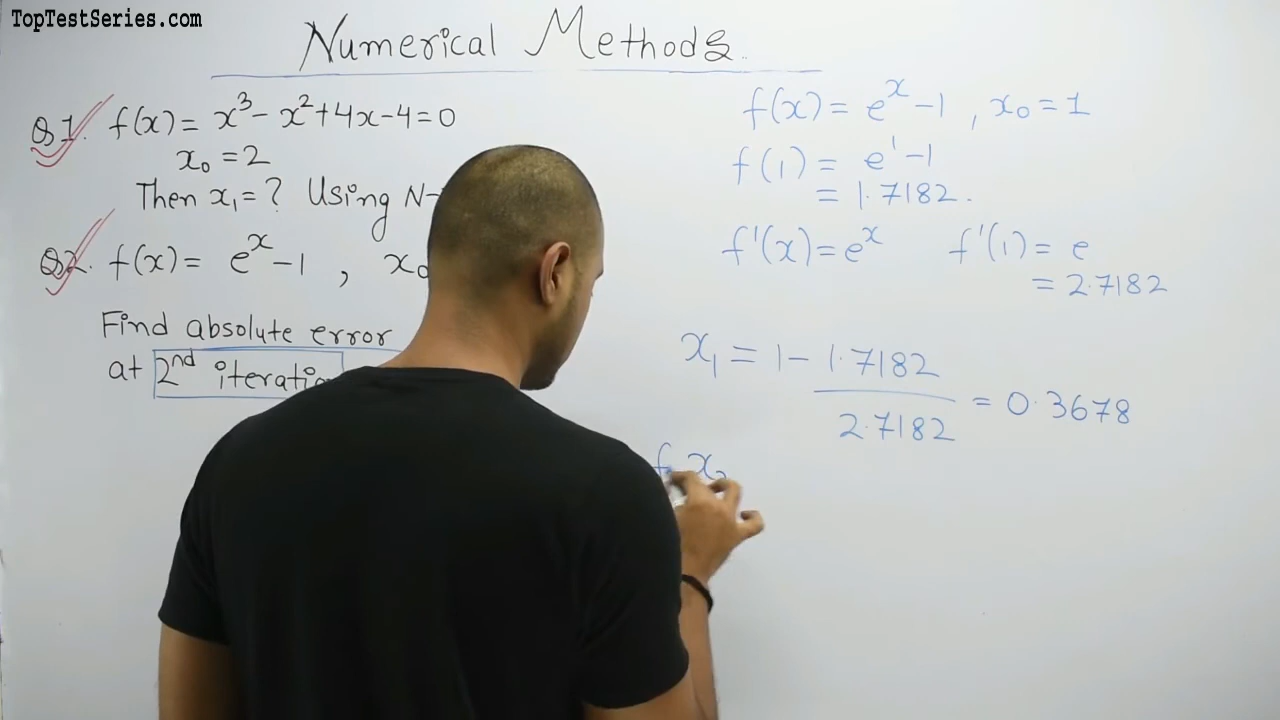 TopTestSeries.com
Numerical Methods
Q1. f(x) = x³ - x² + 4x - 4 = 0
x₀ = 2
Then x₁ = ? Using N-
Q2. f(x) = eˣ - 1 , x₀
Find absolute error
at 2nd iteration
f(x) = eˣ - 1 , x₀ = 1
f(1) = e¹ - 1
= 1.7182.
f'(x) = eˣ f'(1) = e
= 2.7182
x₁ = 1 - 1.7182
2.7182 = 0.3678